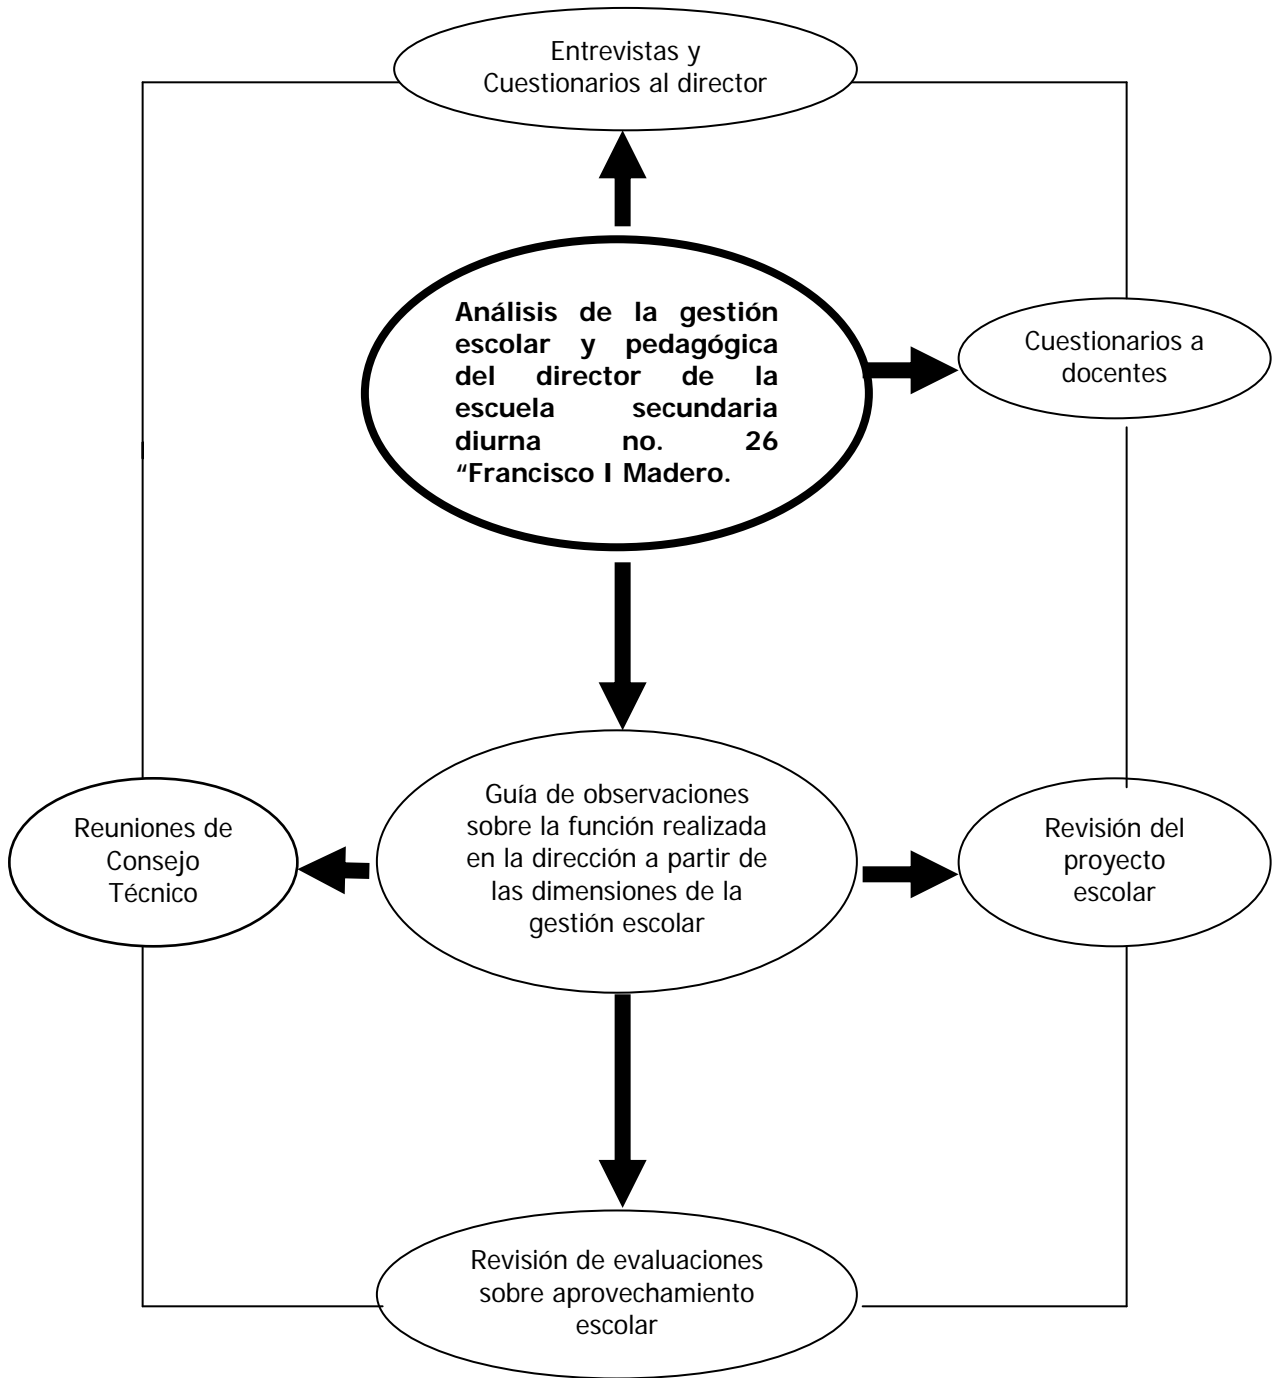 Entrevistas y
Cuestionarios al director
Análisis de la gestión
escolar y pedagógica
del director de la
escuela secundaria
diurna no. 26
“Francisco I Madero.
Cuestionarios a
docentes
Guía de observaciones
sobre la función realizada
en la dirección a partir de
las dimensiones de la
gestión escolar
Reuniones de
Consejo
Técnico
Revisión del
proyecto
escolar
Revisión de evaluaciones
sobre aprovechamiento
escolar